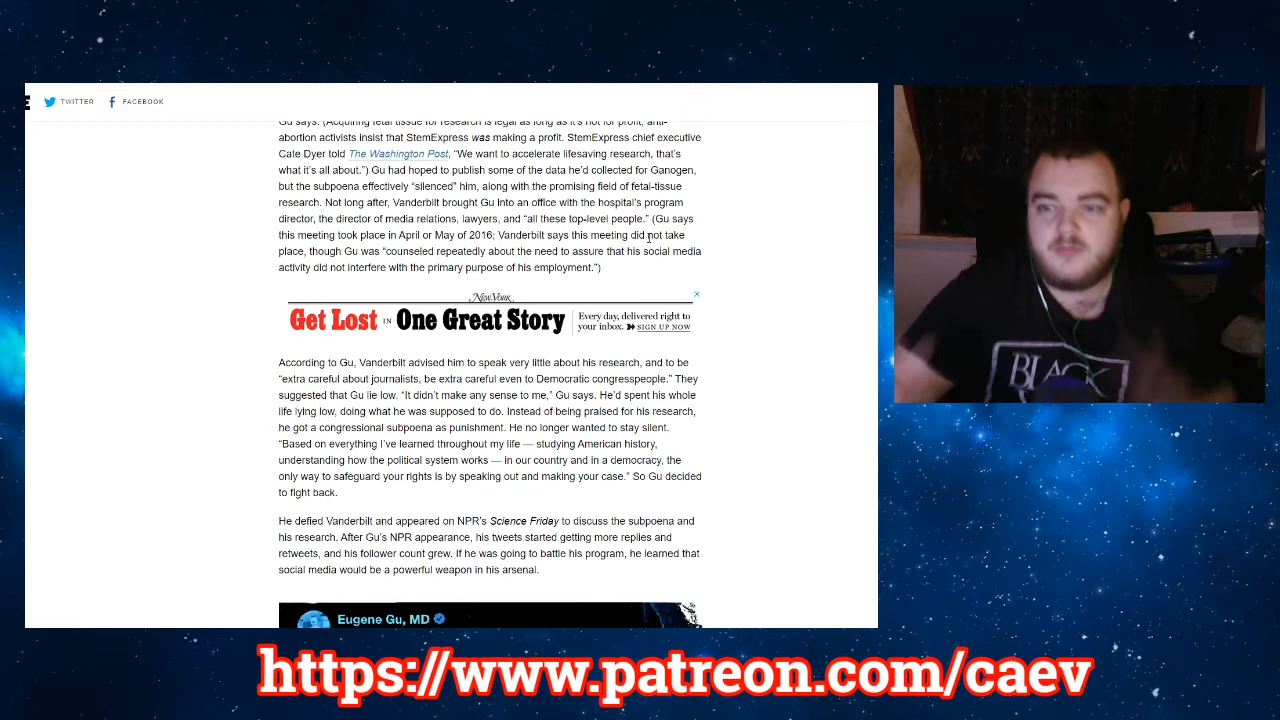 E TWITTER FACEBOOK
Gu says. (Acquiring fetal tissue for research is legal as long as it's not for profit; anti-
abortion activists insist that StemExpress was making a profit. StemExpress chief executive
Cate Dyer told The Washington Post, “We want to accelerate lifesaving research, that's
what it's all about.”) Gu had hoped to publish some of the data he'd collected for Ganogen,
but the subpoena effectively “silenced” him, along with the promising field of fetal-tissue
research. Not long after, Vanderbilt brought Gu into an office with the hospital's program
director, the director of media relations, lawyers, and “all these top-level people.” (Gu says
this meeting took place in April or May of 2016; Vanderbilt says this meeting did not take
place, though Gu was “counseled repeatedly about the need to assure that his social media
activity did not interfere with the primary purpose of his employment.”)
New York
Get Lost IN One Great Story
Every day, delivered right to
your inbox. SIGN UP NOW
According to Gu, Vanderbilt advised him to speak very little about his research, and to be
“extra careful about journalists, be extra careful even to Democratic congresspeople.” They
suggested that Gu lie low. “It didn't make any sense to me,” Gu says. He'd spent his whole
life lying low, doing what he was supposed to do. Instead of being praised for his research,
he got a congressional subpoena as punishment. He no longer wanted to stay silent.
“Based on everything I've learned throughout my life — studying American history,
understanding how the political system works — in our country and in a democracy, the
only way to safeguard your rights is by speaking out and making your case.” So Gu decided
to fight back.
He defied Vanderbilt and appeared on NPR's Science Friday to discuss the subpoena and
his research. After Gu's NPR appearance, his tweets started getting more replies and
retweets, and his follower count grew. If he was going to battle his program, he learned that
social media would be a powerful weapon in his arsenal.
Eugene Gu, MD
BLACK
https://www.patreon.com/caev